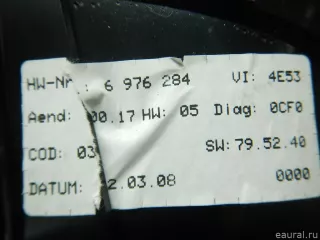 HW-Nr.: 6 976 284 VI: 4E53
Aend: 00.17 HW: 05 Diag: 0CF0
COD: 03 SW: 79.52.40
DATUM: 2.03.08 0000
eaural.ru